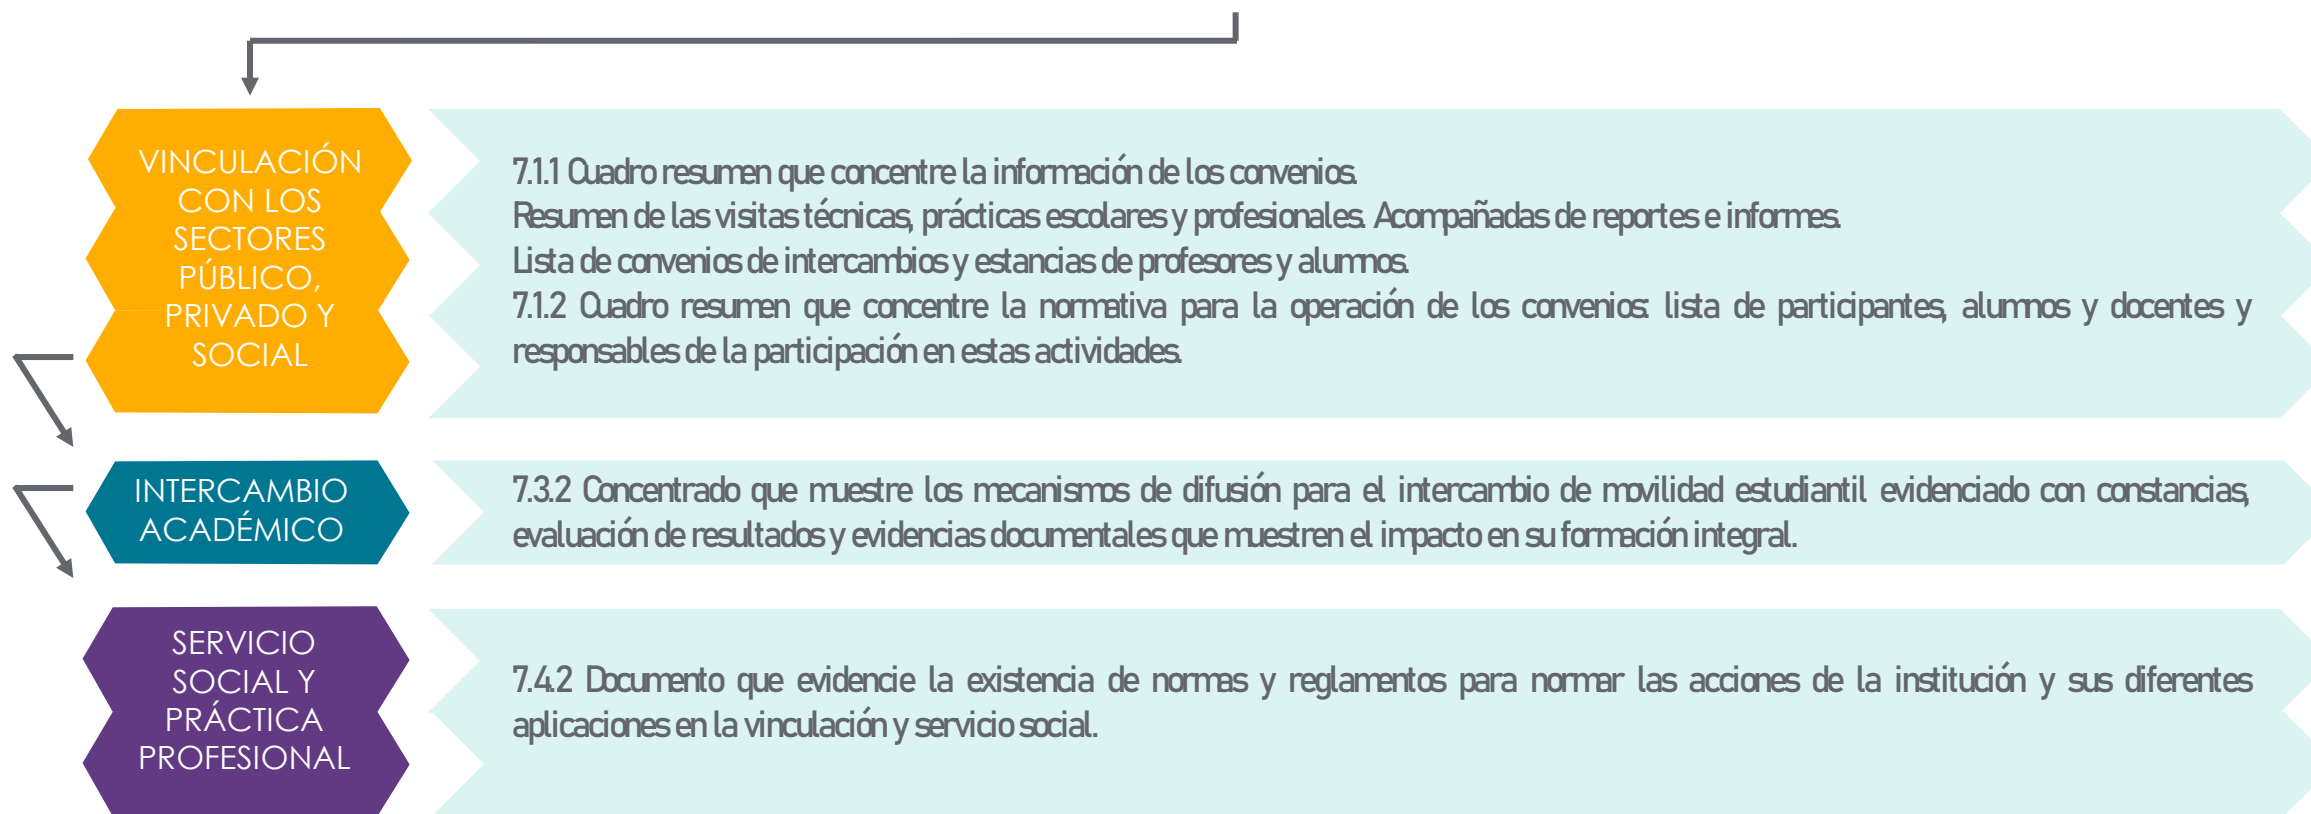 VINCULACIÓN
CON LOS
SECTORES
PÚBLICO,
PRIVADO Y
SOCIAL
7.1.1 Cuadro resumen que concentre la información de los convenios.
Resumen de las visitas técnicas, prácticas escolares y profesionales. Acompañadas de reportes e informes.
Lista de convenios de intercambios y estancias de profesores y alumnos.
7.1.2 Cuadro resumen que concentre la normativa para la operación de los convenios: lista de participantes, alumnos y docentes y
responsables de la participación en estas actividades.
INTERCAMBIO
ACADÉMICO
7.3.2 Concentrado que muestre los mecanismos de difusión para el intercambio de movilidad estudiantil evidenciado con constancias,
evaluación de resultados y evidencias documentales que muestren el impacto en su formación integral.
SERVICIO
SOCIAL Y
PRÁCTICA
PROFESIONAL
7.4.2 Documento que evidencie la existencia de normas y reglamentos para normar las acciones de la institución y sus diferentes
aplicaciones en la vinculación y servicio social.